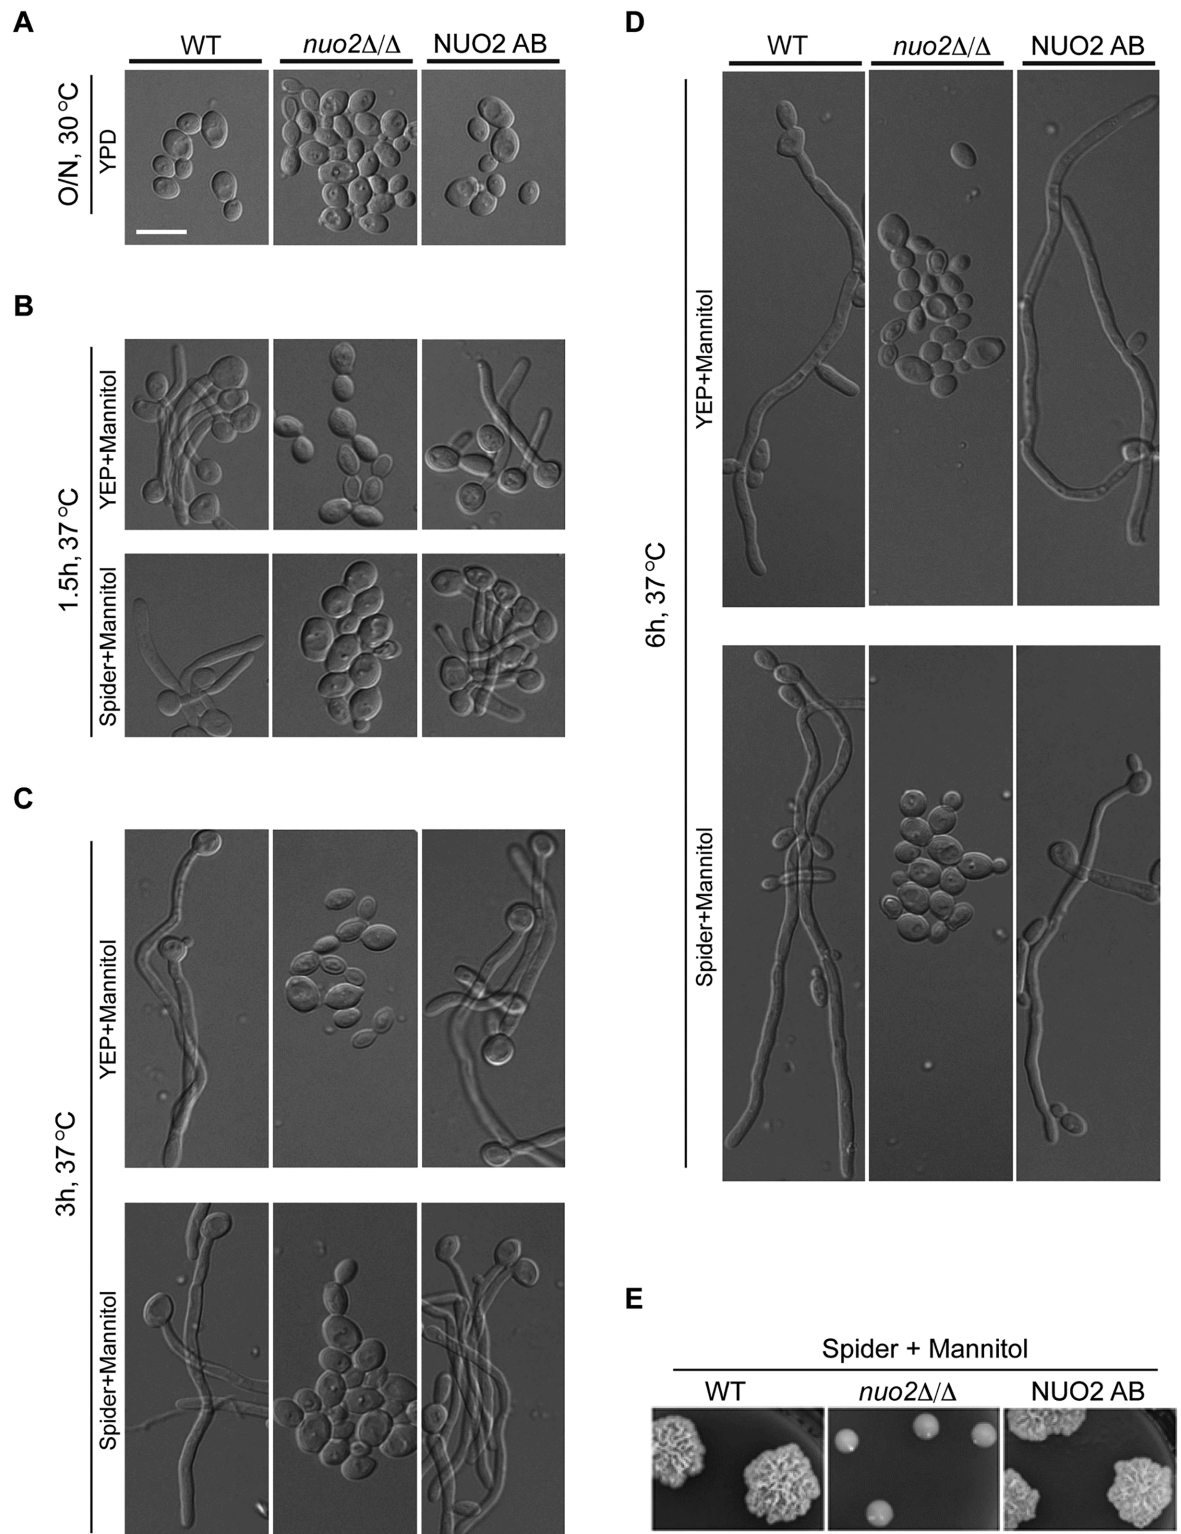 A
WT
nuo2Δ/Δ
NUO2 AB
O/N, 30 °C
YPD
B
1.5h, 37 °C
YEP+Mannitol
Spider+Mannitol
C
3h, 37 °C
YEP+Mannitol
Spider+Mannitol
D
WT
nuo2Δ/Δ
NUO2 AB
6h, 37 °C
YEP+Mannitol
Spider+Mannitol
E
Spider + Mannitol
WT
nuo2Δ/Δ
NUO2 AB